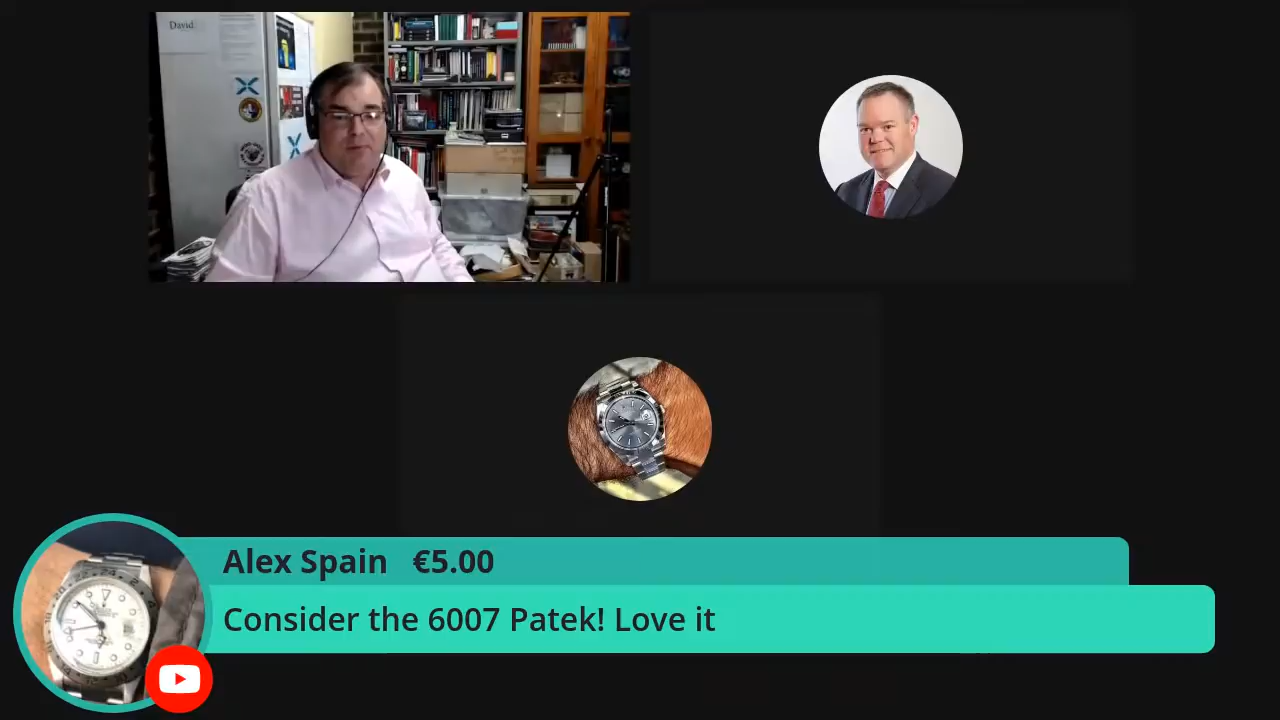 David
Alex Spain €5.00
Consider the 6007 Patek! Love it